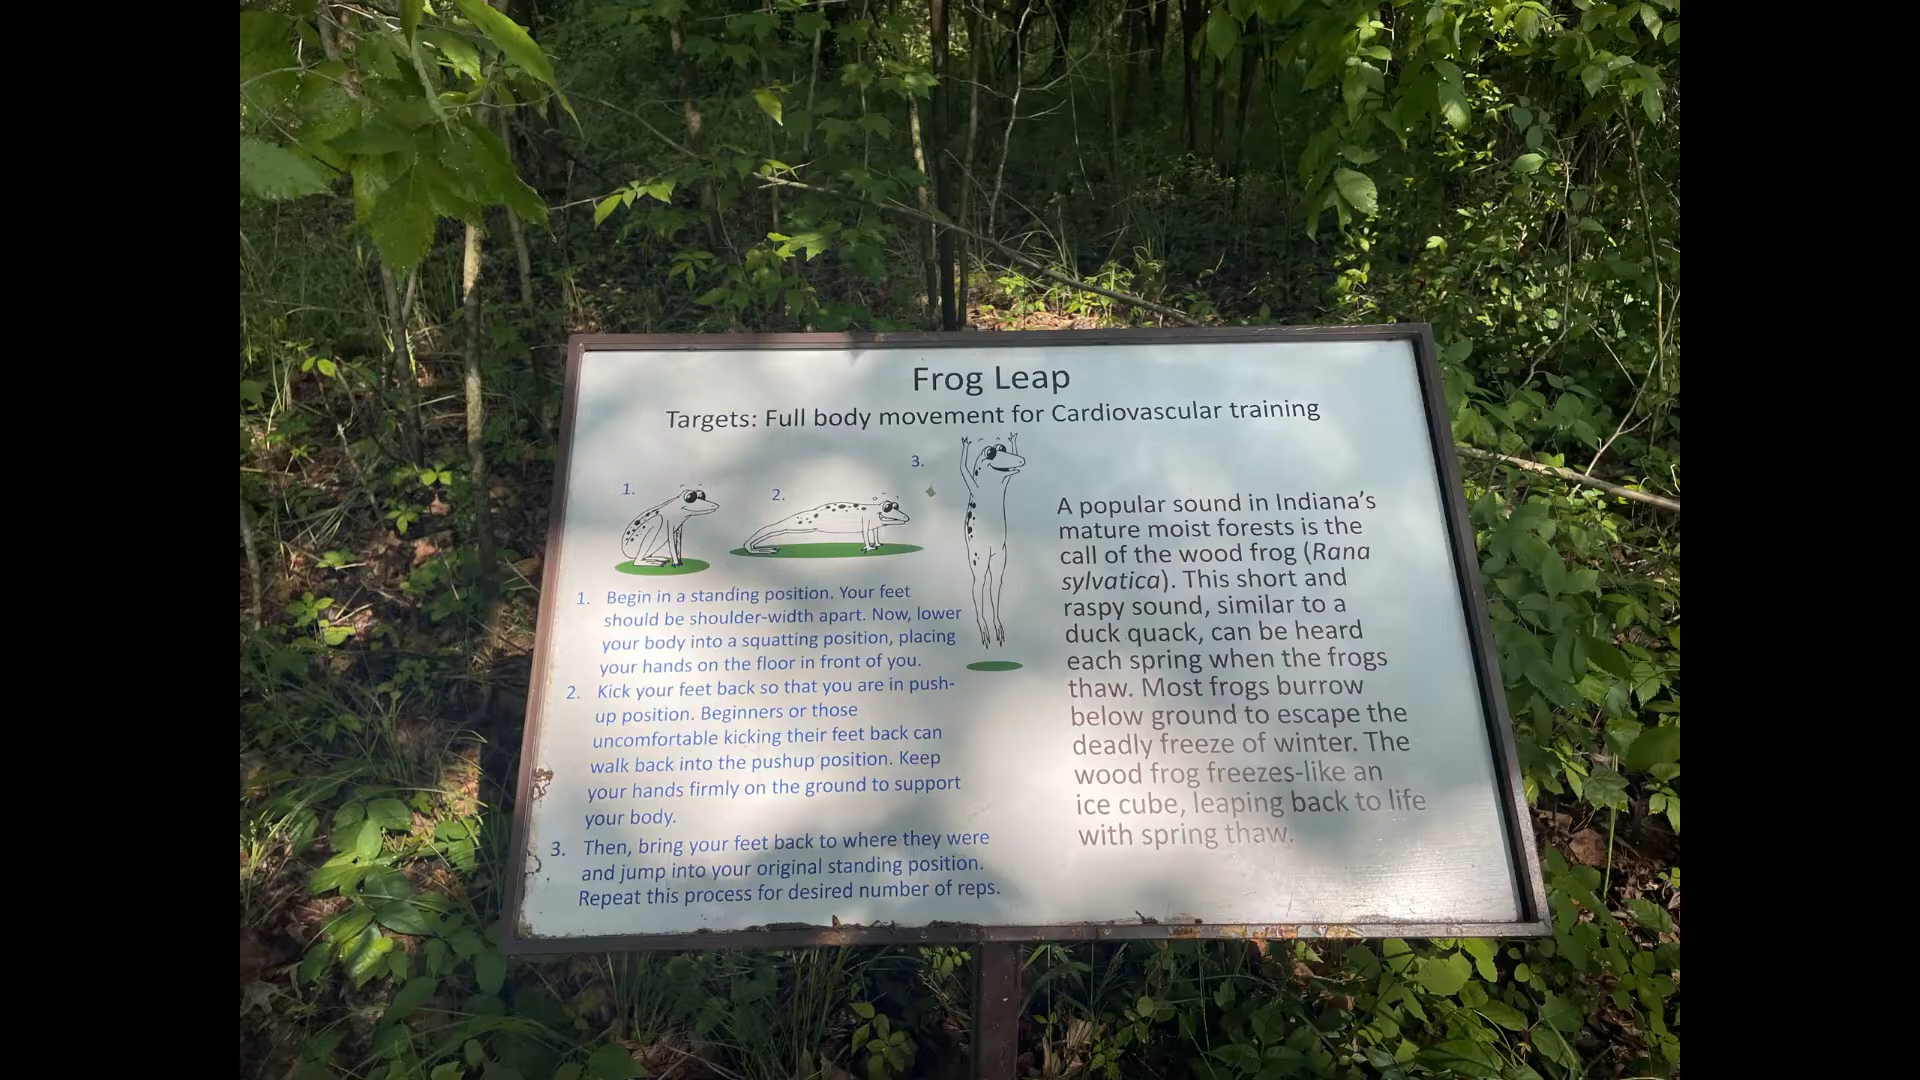 Frog Leap
Targets: Full body movement for Cardiovascular training
1.
2.
3.
1. Begin in a standing position. Your feet
should be shoulder-width apart. Now, lower
your body into a squatting position, placing
your hands on the floor in front of you.
2. Kick your feet back so that you are in push-
up position. Beginners or those
uncomfortable kicking their feet back can
walk back into the pushup position. Keep
your hands firmly on the ground to support
your body.
3. Then, bring your feet back to where they were
and jump into your original standing position.
Repeat this process for desired number of reps.
A popular sound in Indiana’s
mature moist forests is the
call of the wood frog (Rana
sylvatica). This short and
raspy sound, similar to a
duck quack, can be heard
each spring when the frogs
thaw. Most frogs burrow
below ground to escape the
deadly freeze of winter. The
wood frog freezes-like an
ice cube, leaping back to life
with spring thaw.